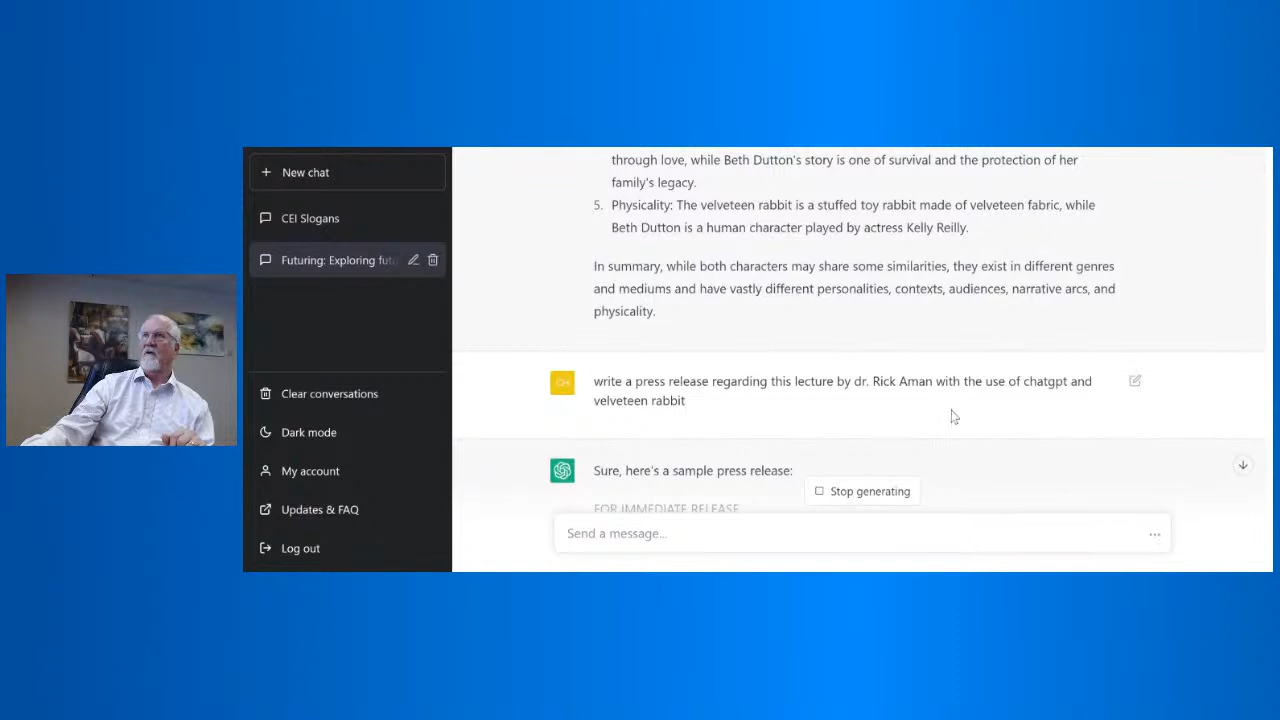 New chat
CEI Slogans
Futuring: Exploring futu
Clear conversations
Dark mode
My account
Updates & FAQ
Log out
through love, while Beth Dutton's story is one of survival and the protection of her
family's legacy.
5. Physicality: The velveteen rabbit is a stuffed toy rabbit made of velveteen fabric, while
Beth Dutton is a human character played by actress Kelly Reilly.
In summary, while both characters may share some similarities, they exist in different genres
and mediums and have vastly different personalities, contexts, audiences, narrative arcs, and
physicality.
CH
write a press release regarding this lecture by dr. Rick Aman with the use of chatgpt and
velveteen rabbit
Sure, here's a sample press release:
Stop generating
FOR IMMEDIATE RELEASE
Send a message...